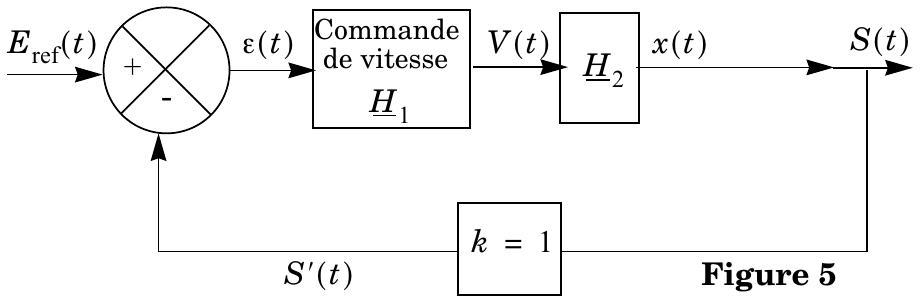 E_ref(t)
+
-
ε(t)
Commande
de vitesse
H_1
V(t)
H_2
x(t)
S(t)
k = 1
S'(t)
Figure 5